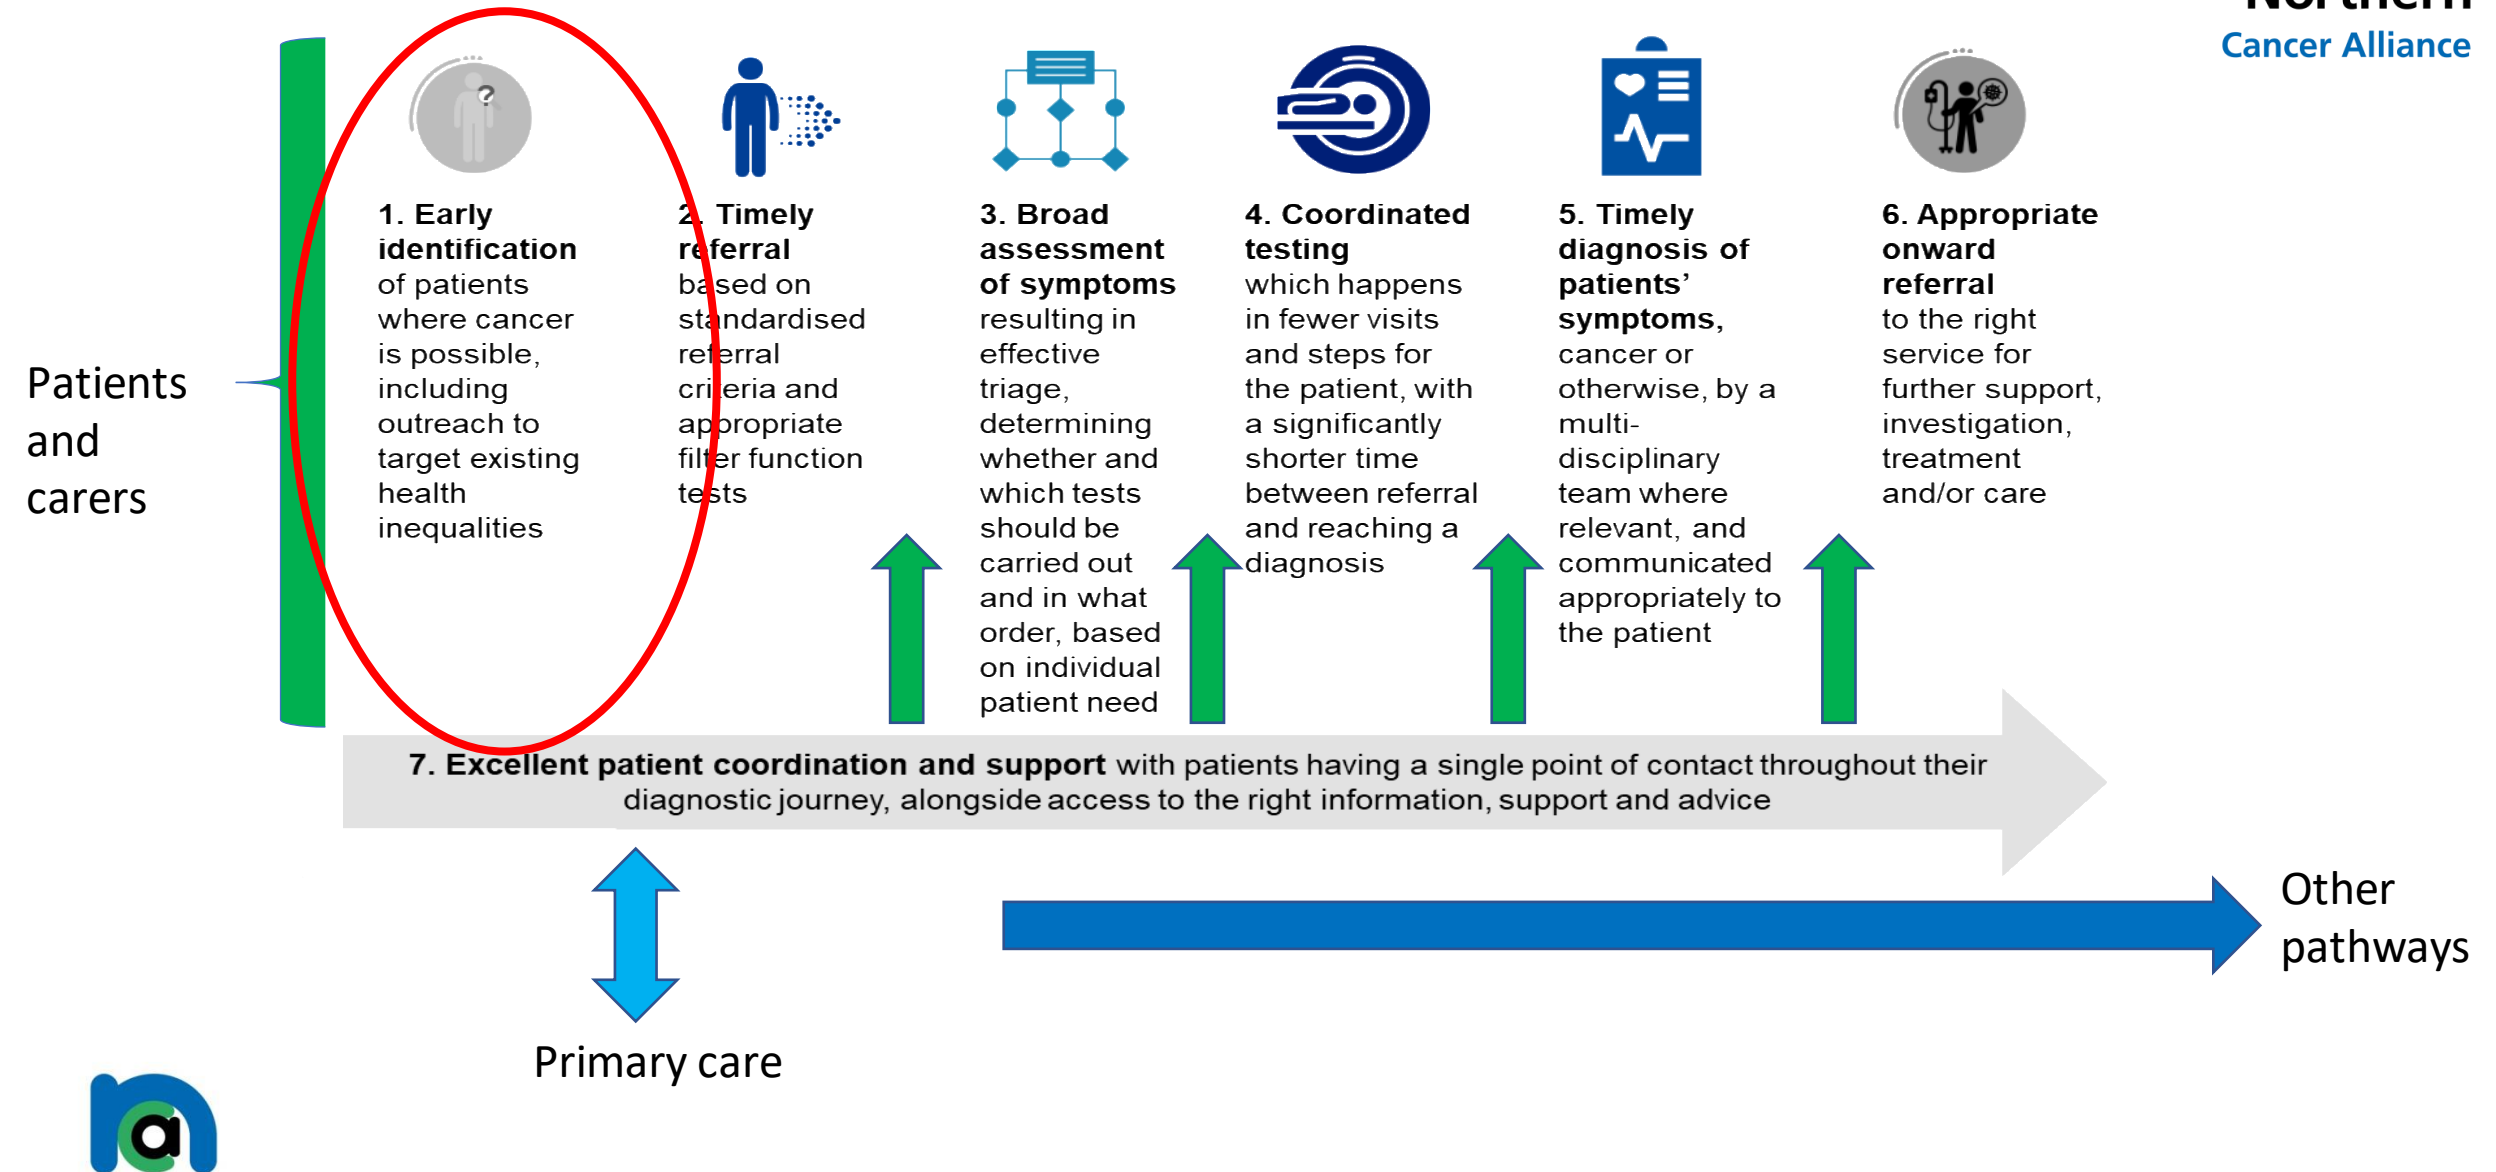 Northern
Cancer Alliance
Patients
and
carers
?
1. Early
identification
of patients
where cancer
is possible,
including
outreach to
target existing
health
inequalities
2. Timely
referral
based on
standardised
referral
criteria and
appropriate
filter function
tests
3. Broad
assessment
of symptoms
resulting in
effective
triage,
determining
whether and
which tests
should be
carried out
and in what
order, based
on individual
patient need
4. Coordinated
testing
which happens
in fewer visits
and steps for
the patient, with
a significantly
shorter time
between referral
and reaching a
diagnosis
5. Timely
diagnosis of
patients’
symptoms,
cancer or
otherwise, by a
multi-
disciplinary
team where
relevant, and
communicated
appropriately to
the patient
6. Appropriate
onward
referral
to the right
service for
further support,
investigation,
treatment
and/or care
7. Excellent patient coordination and support with patients having a single point of contact throughout their
diagnostic journey, alongside access to the right information, support and advice
Other
pathways
Primary care
nca